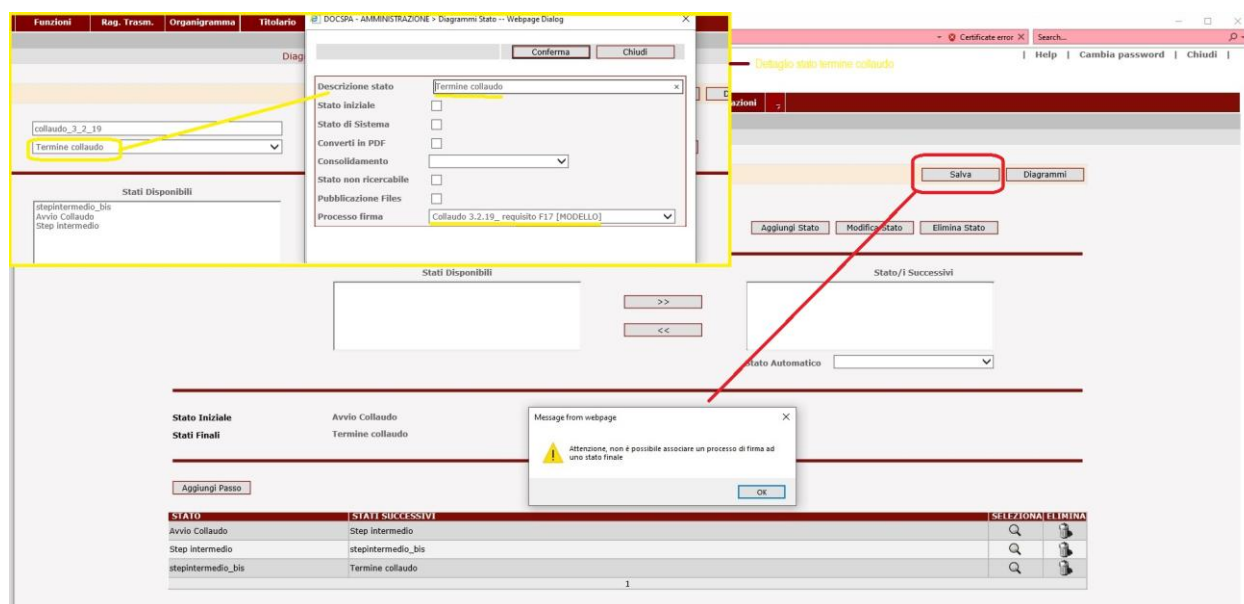 Funzioni Rag. Trasm. Organigramma Titolario
DOCSPA - AMMINISTRAZIONE > Diagrammi Stato -- Webpage Dialog
Certificate error
Search...
Diag
Conferma Chiudi
Dettaglio stato termine collaudo
| Help | Cambia password | Chiudi |
azioni ?
Descrizione stato Termine collaudo
Stato iniziale
Stato di Sistema
Converti in PDF
Consolidamento
Stato non ricercabile
Pubblicazione Files
Processo firma Collaudo 3.2.19_ requisito F17 [MODELLO]
collaudo_3_2_19
Termine collaudo
Stati Disponibili
stepintermedio_bis
Avvio Collaudo
Step intermedio
Salva Diagrammi
Aggiungi Stato Modifica Stato Elimina Stato
Stati Disponibili Stato/i Successivi
>>
<<
Stato Automatico
Stato Iniziale Avvio Collaudo
Stati Finali Termine collaudo
Message from webpage
Attenzione, non é possibile associare un processo di firma ad
uno stato finale
OK
Aggiungi Passo
STATO STATI SUCCESSIVI SELEZIONA ELIMINA
Avvio Collaudo Step intermedio
Step intermedio stepintermedio_bis
stepintermedio_bis Termine collaudo
1